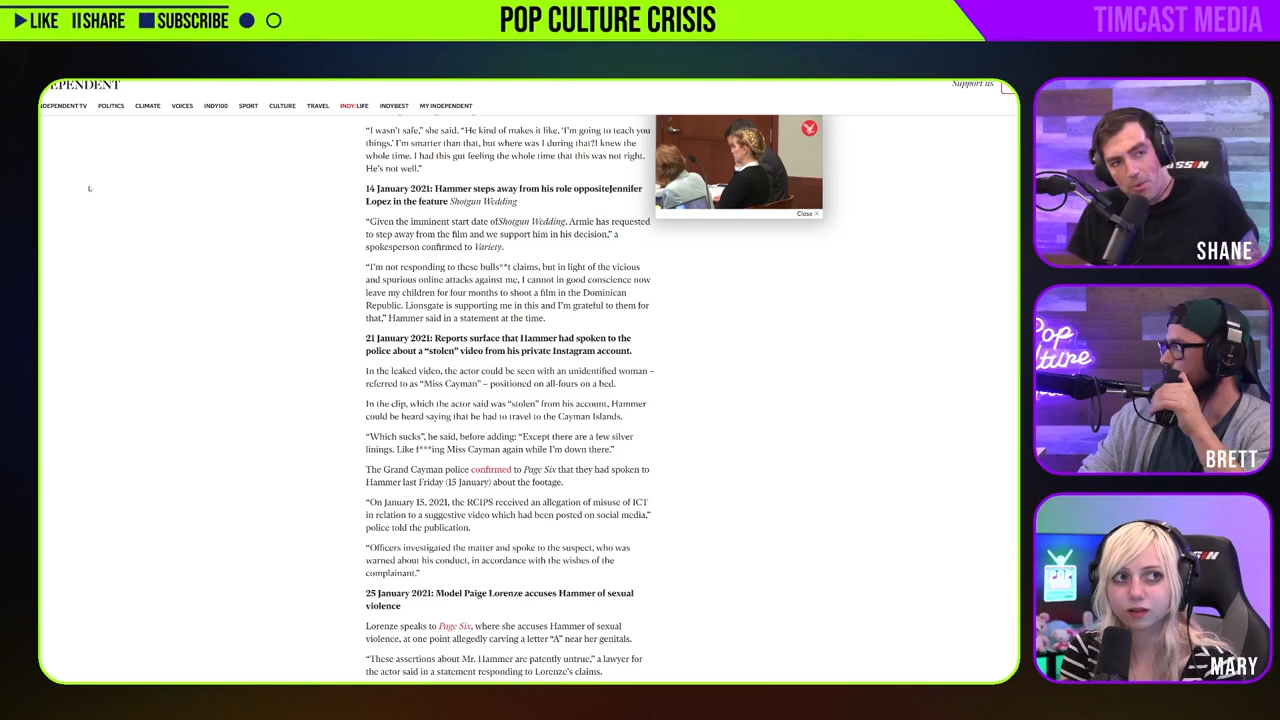 LIKE SHARE SUBSCRIBE
POP CULTURE CRISIS
TIMCAST MEDIA
EPENDENT
Support us
NDEPENDENT TV POLITICS CLIMATE VOICES INDY100 SPORT CULTURE TRAVEL INDY/LIFE INDYBEST MY INDEPENDENT
“I wasn’t safe,” she said. “He kind of makes it like, ‘I’m going to teach you
things.’ I’m smarter than that, but where was I during that?I knew the
whole time. I had this gut feeling the whole time that this was not right.
He’s not well.”
14 January 2021: Hammer steps away from his role oppositeJennifer
Lopez in the feature Shotgun Wedding
“Given the imminent start date ofShotgun Wedding, Armie has requested
to step away from the film and we support him in his decision,” a
spokesperson confirmed to Variety.
“I’m not responding to these bulls**t claims, but in light of the vicious
and spurious online attacks against me, I cannot in good conscience now
leave my children for four months to shoot a film in the Dominican
Republic. Lionsgate is supporting me in this and I’m grateful to them for
that,” Hammer said in a statement at the time.
21 January 2021: Reports surface that Hammer had spoken to the
police about a “stolen” video from his private Instagram account.
In the leaked video, the actor could be seen with an unidentified woman –
referred to as “Miss Cayman” – positioned on all-fours on a bed.
In the clip, which the actor said was “stolen” from his account, Hammer
could be heard saying that he had to travel to the Cayman Islands.
“Which sucks”, he said, before adding: “Except there are a few silver
linings. Like f***ing Miss Cayman again while I’m down there.”
The Grand Cayman police confirmed to Page Six that they had spoken to
Hammer last Friday (15 January) about the footage.
“On January 15, 2021, the RCIPS received an allegation of misuse of ICT
in relation to a suggestive video which had been posted on social media,”
police told the publication.
“Officers investigated the matter and spoke to the suspect, who was
warned about his conduct, in accordance with the wishes of the
complainant.”
25 January 2021: Model Paige Lorenze accuses Hammer of sexual
violence
Lorenze speaks to Page Six, where she accuses Hammer of sexual
violence, at one point allegedly carving a letter “A” near her genitals.
“These assertions about Mr. Hammer are patently untrue,” a lawyer for
the actor said in a statement responding to Lorenze’s claims.
Close ×
SHANE
Pop
lture
BRETT
MARY